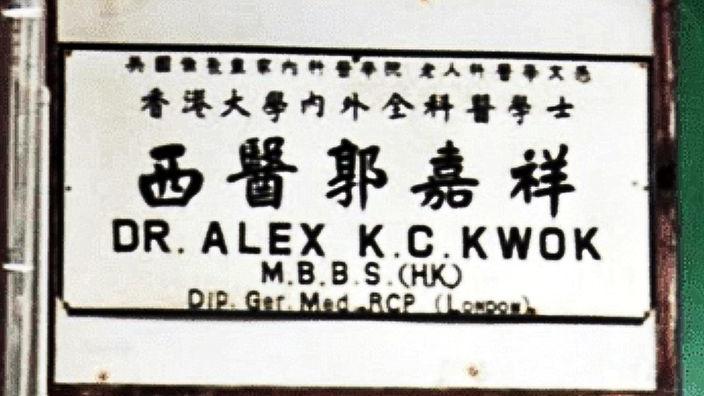 英國倫敦皇家內科醫學院 老人科醫學文憑
香港大學內外全科醫學士
西醫郭嘉祥
DR. ALEX K.C.KWOK
M.B.B.S.(HK)
Dip. Ger. Med. RCP (London)